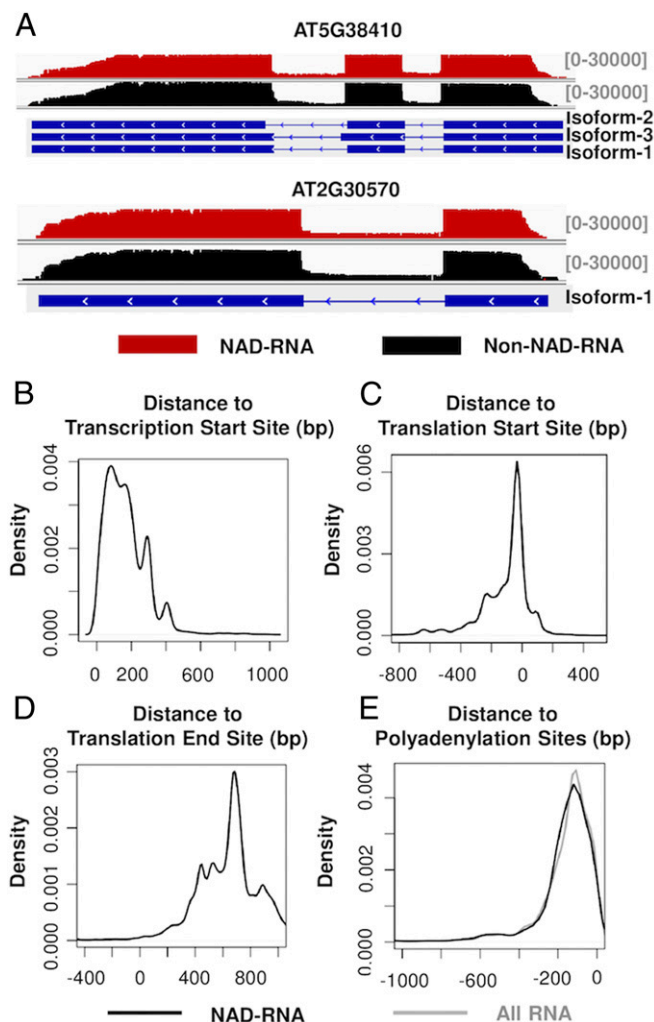 A
AT5G38410
[0-30000]
[0-30000]
Isoform-2
Isoform-3
Isoform-1
AT2G30570
[0-30000]
[0-30000]
Isoform-1
NAD-RNA
Non-NAD-RNA
B
Distance to
Transcription Start Site (bp)
Density
0.000
0.002
0.004
0 200 600 1000
C
Distance to
Translation Start Site (bp)
Density
0.000
0.003
0.006
-800 -400 0 400
D
Distance to
Translation End Site (bp)
Density
0.000
0.001
0.002
0.003
-400 0 400 800
E
Distance to
Polyadenylation Sites (bp)
Density
0.000
0.002
0.004
-1000 -600 -200 0
NAD-RNA
All RNA